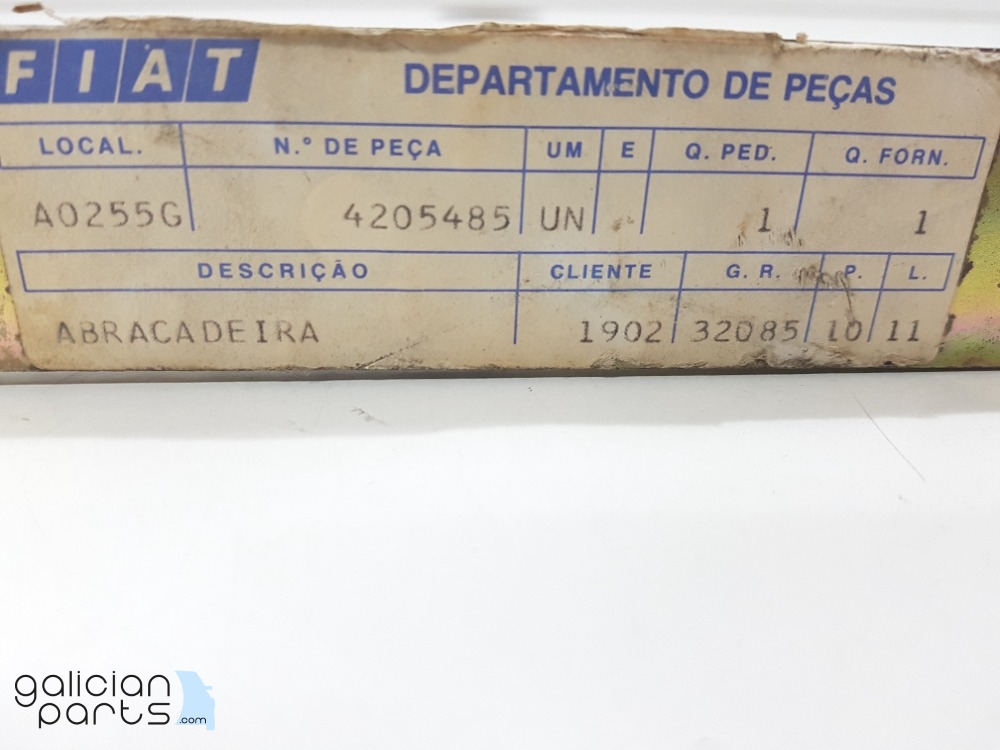 FIAT DEPARTAMENTO DE PEÇAS
LOCAL. N.º DE PEÇA UM E Q. PED. Q. FORN.
A0255G 4205485 UN 1 1
DESCRIÇÃO CLIENTE G. R. P. L.
ABRACADEIRA 1902 32085 10 11
galician
parts.com